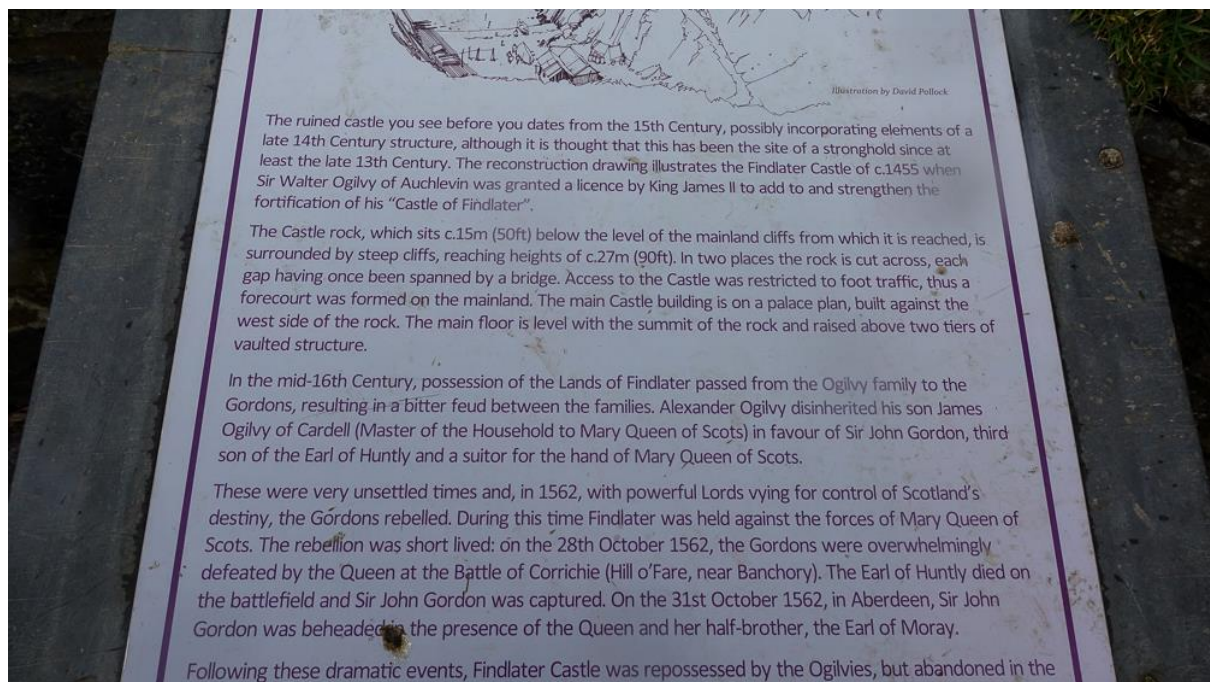 Illustration by David Pollock
The ruined castle you see before you dates from the 15th Century, possibly incorporating elements of a
late 14th Century structure, although it is thought that this has been the site of a stronghold since at
least the late 13th Century. The reconstruction drawing illustrates the Findlater Castle of c.1455 when
Sir Walter Ogilvy of Auchlevin was granted a licence by King James II to add to and strengthen the
fortification of his “Castle of Findlater”.
The Castle rock, which sits c.15m (50ft) below the level of the mainland cliffs from which it is reached, is
surrounded by steep cliffs, reaching heights of c.27m (90ft). In two places the rock is cut across, each
gap having once been spanned by a bridge. Access to the Castle was restricted to foot traffic, thus a
forecourt was formed on the mainland. The main Castle building is on a palace plan, built against the
west side of the rock. The main floor is level with the summit of the rock and raised above two tiers of
vaulted structure.
In the mid-16th Century, possession of the Lands of Findlater passed from the Ogilvy family to the
Gordons, resulting in a bitter feud between the families. Alexander Ogilvy disinherited his son James
Ogilvy of Cardell (Master of the Household to Mary Queen of Scots) in favour of Sir John Gordon, third
son of the Earl of Huntly and a suitor for the hand of Mary Queen of Scots.
These were very unsettled times and, in 1562, with powerful Lords vying for control of Scotland's
destiny, the Gordons rebelled. During this time Findlater was held against the forces of Mary Queen of
Scots. The rebellion was short lived: on the 28th October 1562, the Gordons were overwhelmingly
defeated by the Queen at the Battle of Corrichie (Hill o'Fare, near Banchory). The Earl of Huntly died on
the battlefield and Sir John Gordon was captured. On the 31st October 1562, in Aberdeen, Sir John
Gordon was beheaded in the presence of the Queen and her half-brother, the Earl of Moray.
Following these dramatic events, Findlater Castle was repossessed by the Ogilvies, but abandoned in the